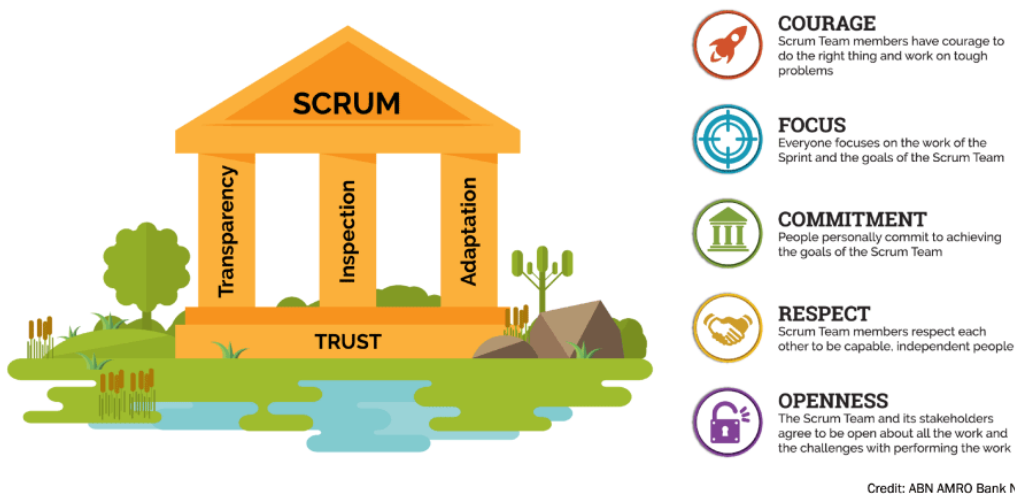 SCRUM
Transparency
Inspection
Adaptation
TRUST
COURAGE
Scrum Team members have courage to
do the right thing and work on tough
problems
FOCUS
Everyone focuses on the work of the
Sprint and the goals of the Scrum Team
COMMITMENT
People personally commit to achieving
the goals of the Scrum Team
RESPECT
Scrum Team members respect each
other to be capable, independent people
OPENNESS
The Scrum Team and its stakeholders
agree to be open about all the work and
the challenges with performing the work
Credit: ABN AMRO Bank N